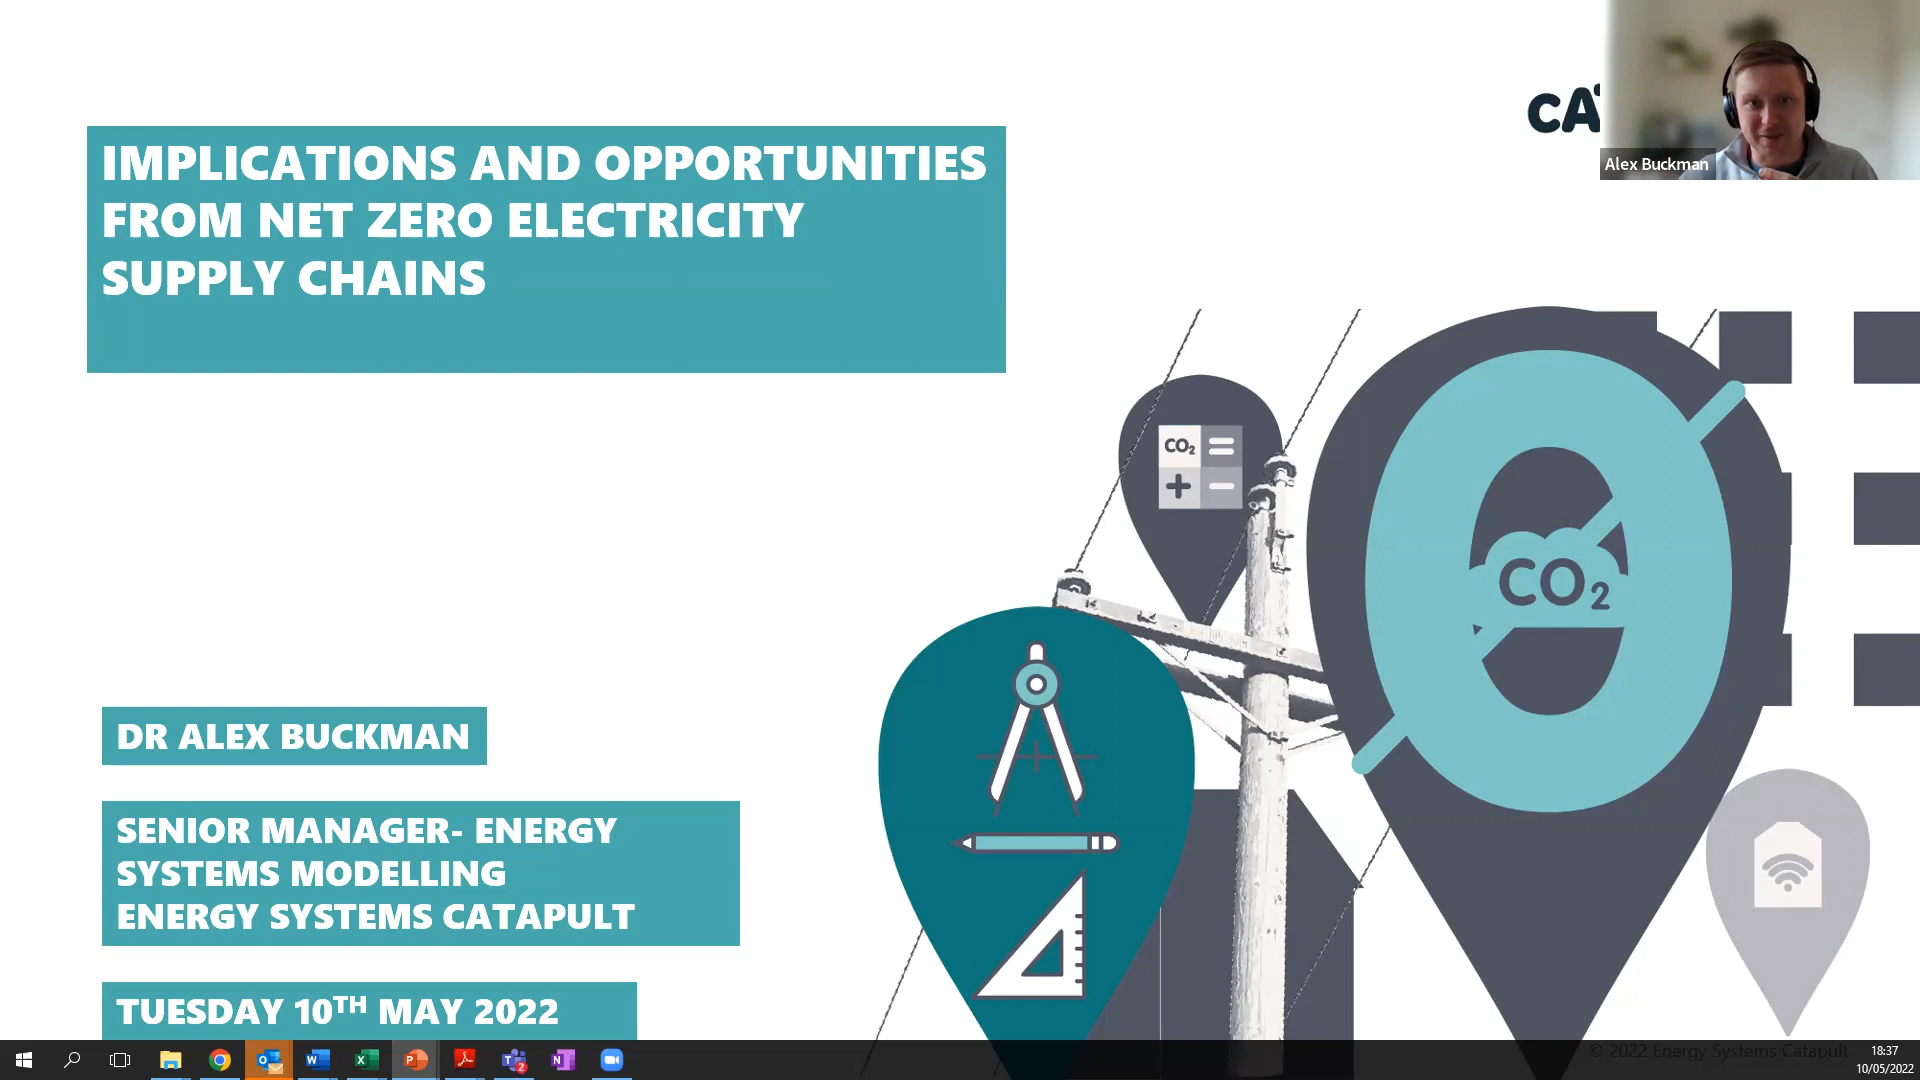 CA
Alex Buckman
IMPLICATIONS AND OPPORTUNITIES
FROM NET ZERO ELECTRICITY
SUPPLY CHAINS
CO₂
CO₂
DR ALEX BUCKMAN
SENIOR MANAGER- ENERGY
SYSTEMS MODELLING
ENERGY SYSTEMS CATAPULT
TUESDAY 10TH MAY 2022
© 2022 Energy Systems Catapult
2
18:37
10/05/2022